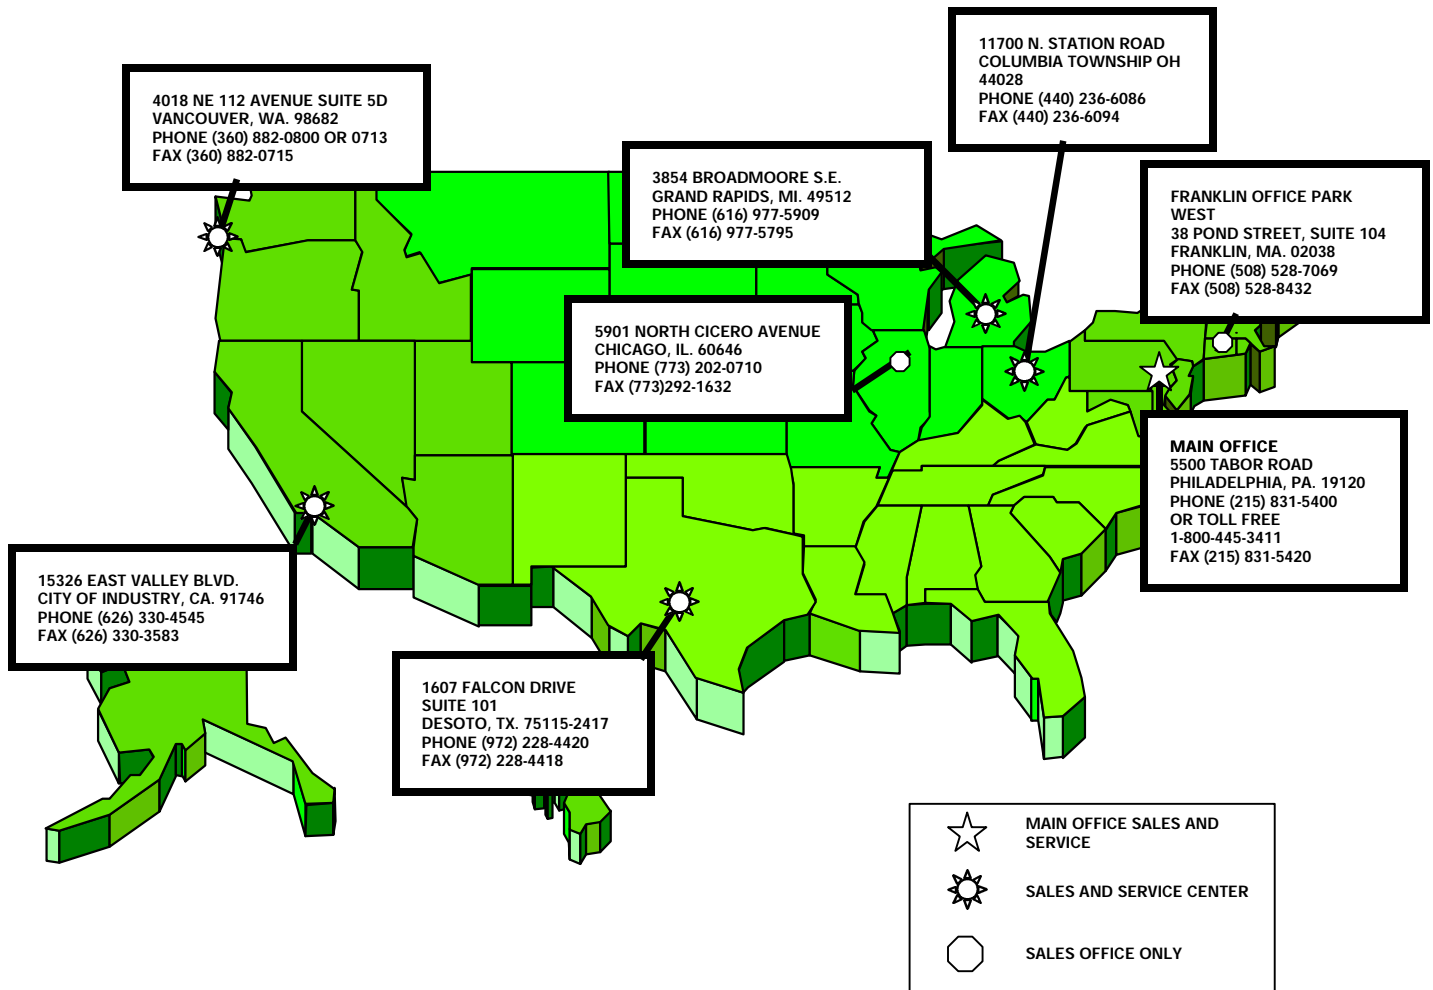 11700 N. STATION ROAD
COLUMBIA TOWNSHIP OH
44028
PHONE (440) 236-6086
FAX (440) 236-6094
4018 NE 112 AVENUE SUITE 5D
VANCOUVER, WA. 98682
PHONE (360) 882-0800 OR 0713
FAX (360) 882-0715
3854 BROADMOORE S.E.
GRAND RAPIDS, MI. 49512
PHONE (616) 977-5909
FAX (616) 977-5795
FRANKLIN OFFICE PARK
WEST
38 POND STREET, SUITE 104
FRANKLIN, MA. 02038
PHONE (508) 528-7069
FAX (508) 528-8432
5901 NORTH CICERO AVENUE
CHICAGO, IL. 60646
PHONE (773) 202-0710
FAX (773)292-1632
MAIN OFFICE
5500 TABOR ROAD
PHILADELPHIA, PA. 19120
PHONE (215) 831-5400
OR TOLL FREE
1-800-445-3411
FAX (215) 831-5420
15326 EAST VALLEY BLVD.
CITY OF INDUSTRY, CA. 91746
PHONE (626) 330-4545
FAX (626) 330-3583
1607 FALCON DRIVE
SUITE 101
DESOTO, TX. 75115-2417
PHONE (972) 228-4420
FAX (972) 228-4418
MAIN OFFICE SALES AND
SERVICE
SALES AND SERVICE CENTER
SALES OFFICE ONLY